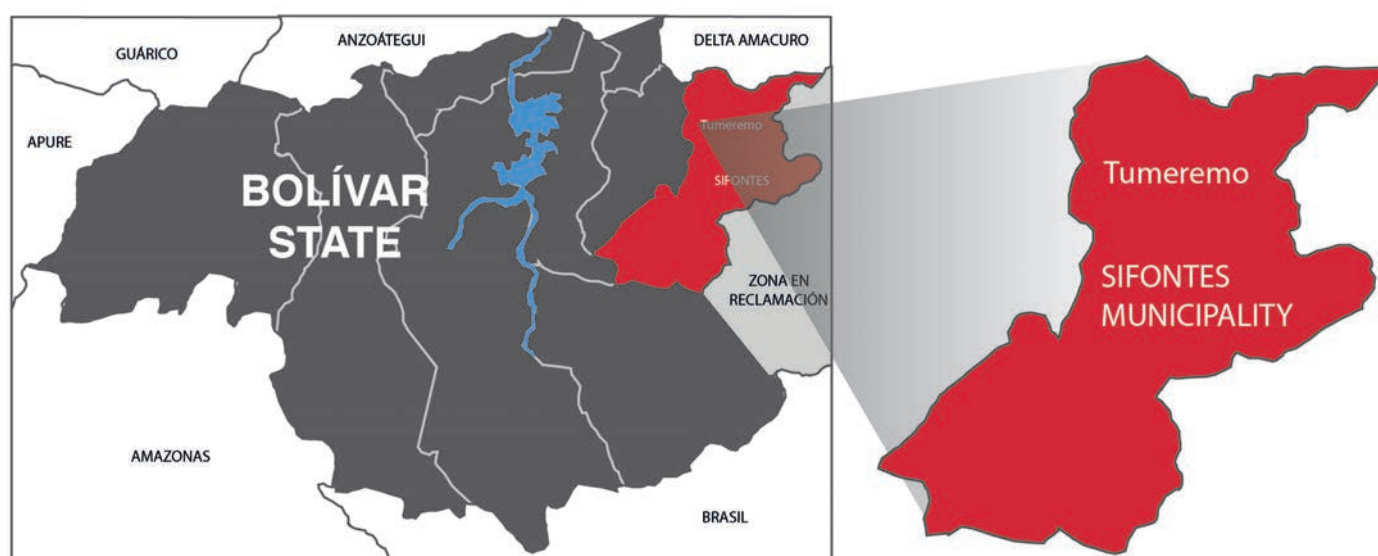 GUÁRICO
ANZOÁTEGUI
DELTA AMACURO
APURE
Tumeremo
SIFONTES
BOLÍVAR
STATE
ZONA EN
RECLAMACIÓN
AMAZONAS
BRASIL
Tumeremo
SIFONTES
MUNICIPALITY